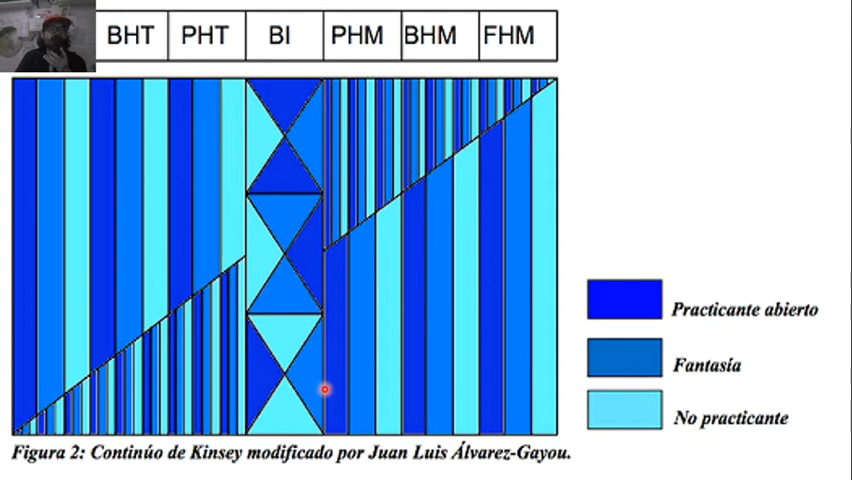 BHT PHT BI PHM BHM FHM
Practicante abierto
Fantasía
No practicante
Figura 2: Continúo de Kinsey modificado por Juan Luis Álvarez-Gayou.